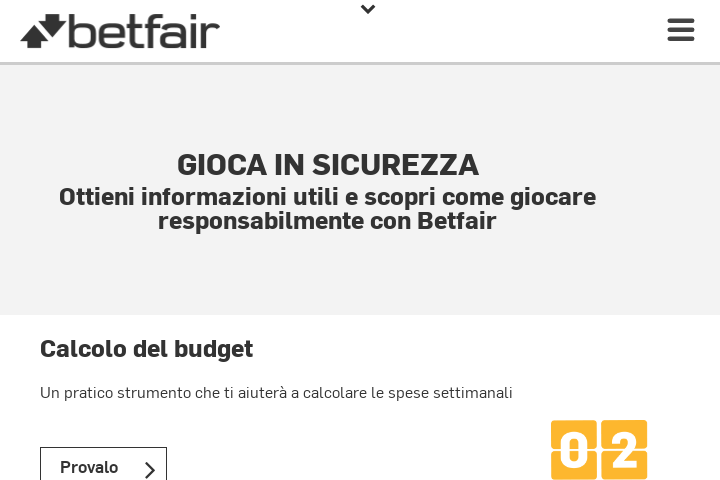 betfair
GIOCA IN SICUREZZA
Ottieni informazioni utili e scopri come giocare
responsabilmente con Betfair
Calcolo del budget
Un pratico strumento che ti aiuterà a calcolare le spese settimanali
02
Provalo